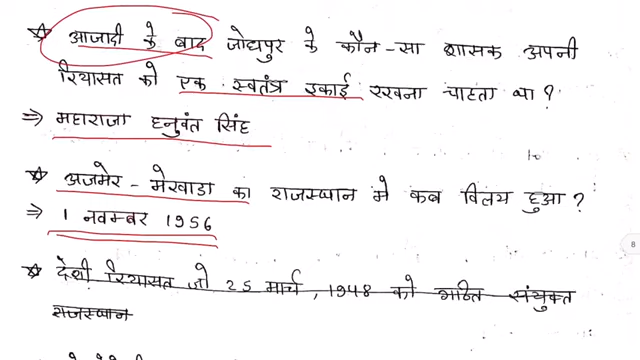 ☆ आजादी के बाद जोधपुर के कौन-सा शासक अपनी
रियासत को एक स्वतंत्र इकाई रखना चाहता था?
⇒ महाराजा हनुवंत सिंह
☆ अजमेर-मेरवाडा का राजस्थान मे कब विलय हुआ?
⇒ 1 नवम्बर 1956
☆ देशी रियासत जो 25 मार्च, 1948 को गठित संयुक्त
राजस्थान
8